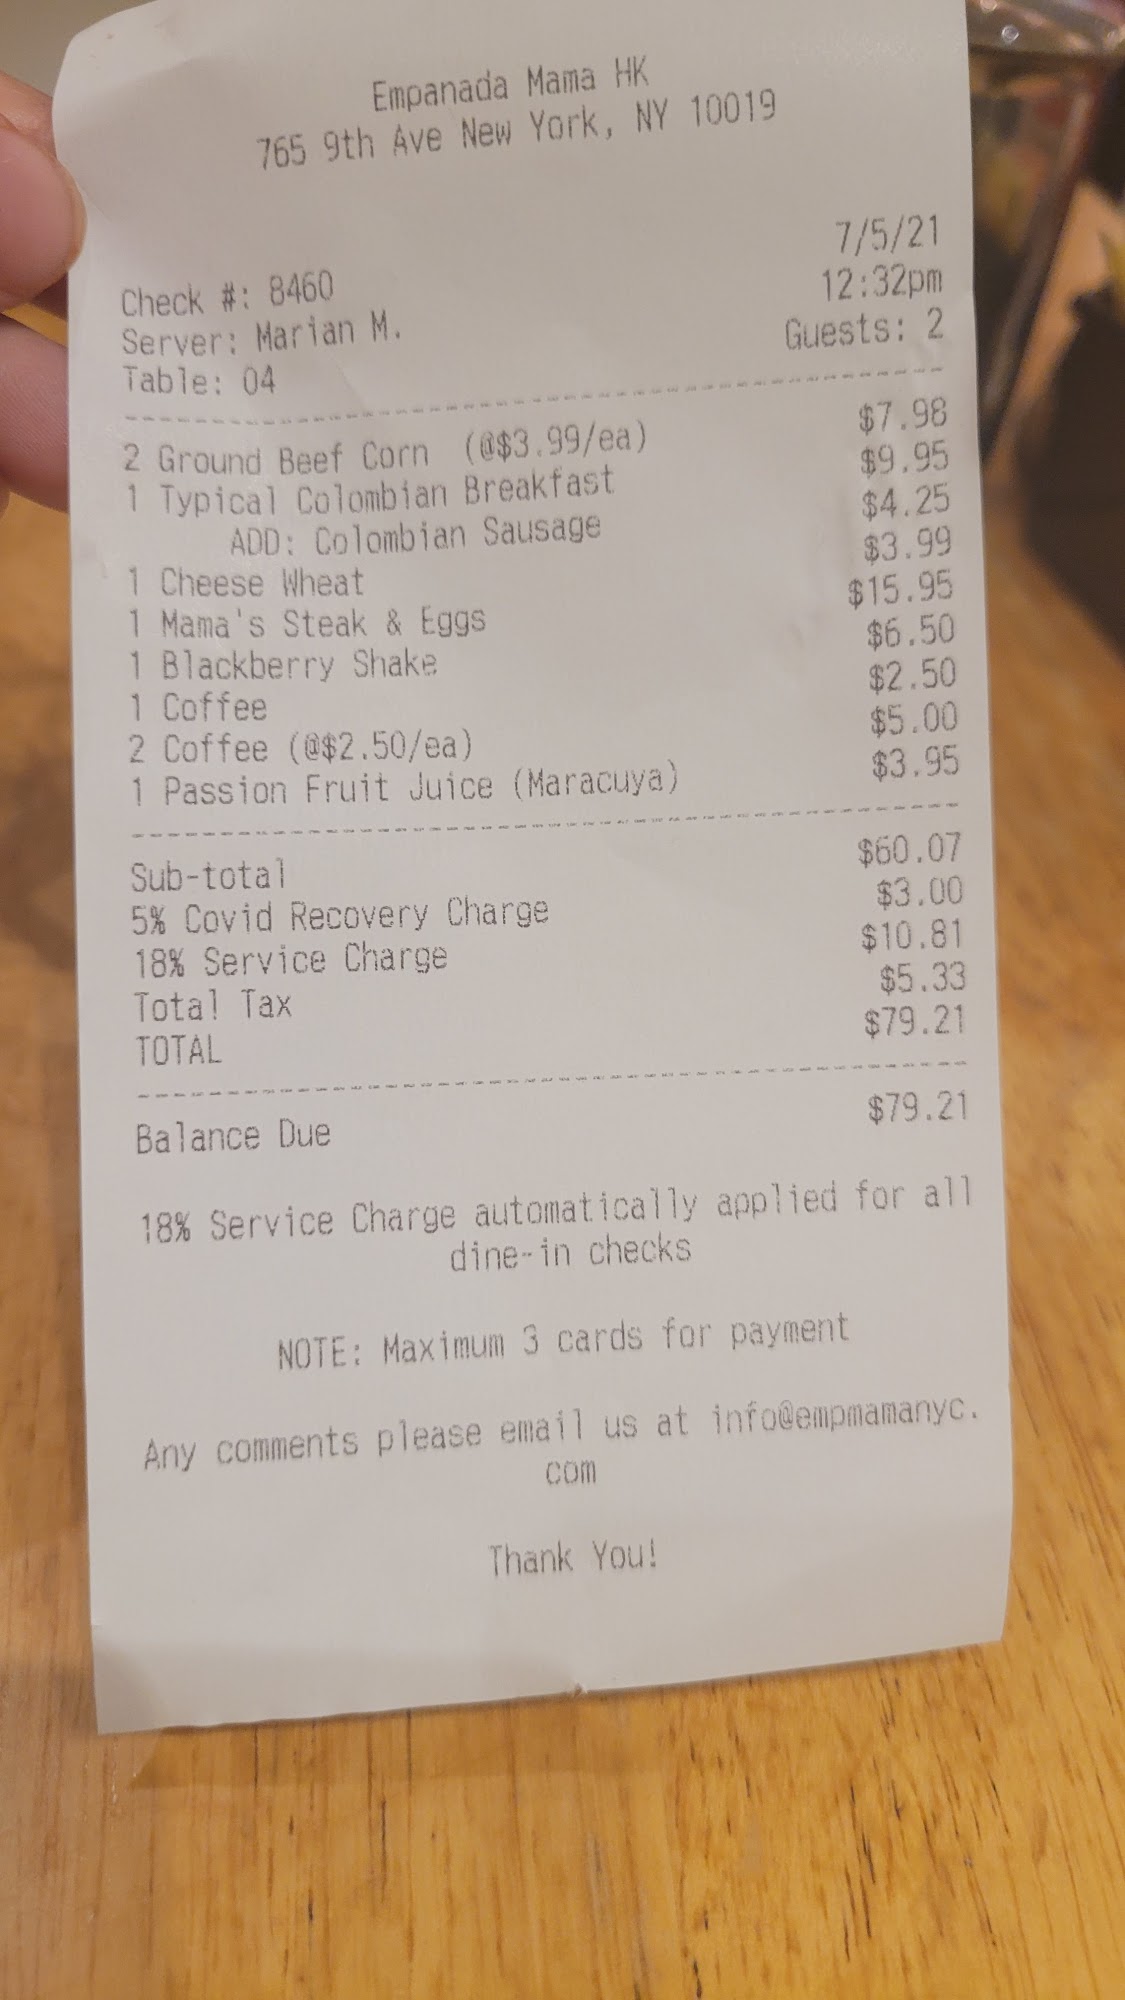 Empanada Mama HK
765 9th Ave New York, NY 10019
7/5/21
Check #: 8460 12:32pm
Server: Marian M. Guests: 2
Table: 04
2 Ground Beef Corn (@$3.99/ea) $7.98
1 Typical Colombian Breakfast $9.95
ADD: Colombian Sausage $4.25
1 Cheese Wheat $3.99
1 Mama's Steak & Eggs $15.95
1 Blackberry Shake $6.50
1 Coffee $2.50
2 Coffee (@$2.50/ea) $5.00
1 Passion Fruit Juice (Maracuya) $3.95
Sub-total $60.07
5% Covid Recovery Charge $3.00
18% Service Charge $10.81
Total Tax $5.33
TOTAL $79.21
Balance Due $79.21
18% Service Charge automatically applied for all
dine-in checks
NOTE: Maximum 3 cards for payment
Any comments please email us at info@empmamanyc.
com
Thank You!